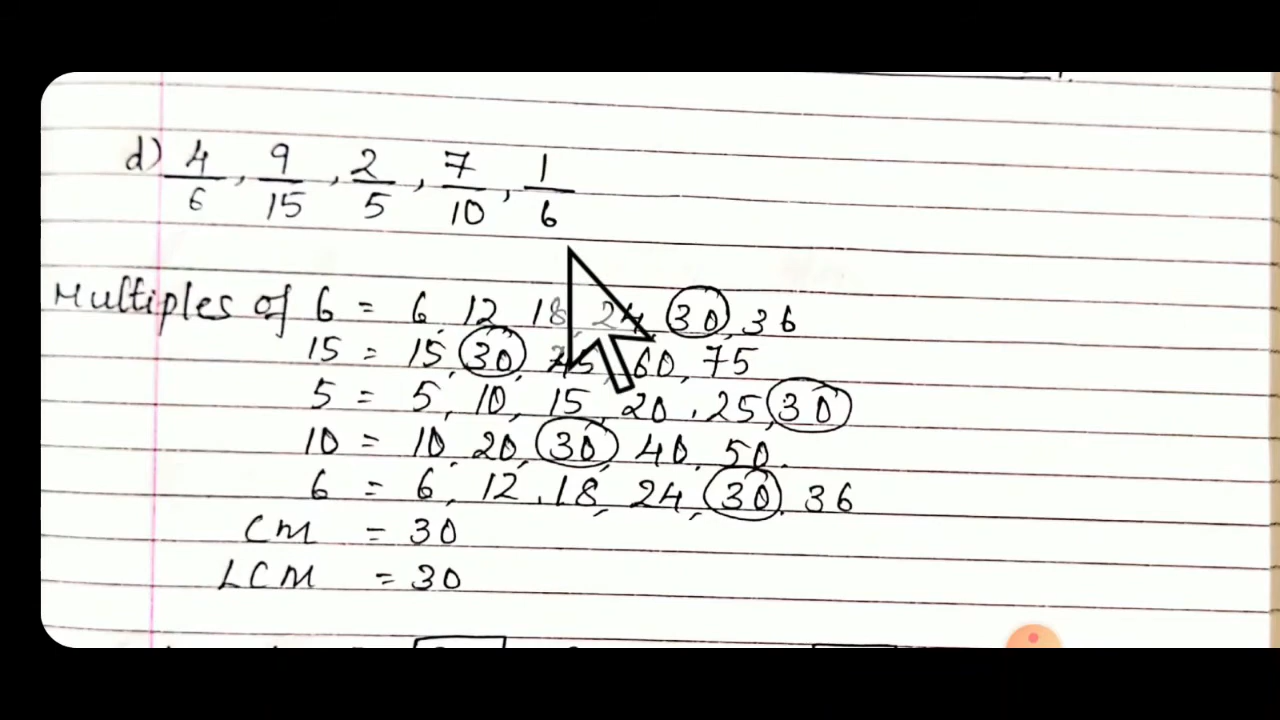 d) 4/6, 9/15, 2/5, 7/10, 1/6
Multiples of 6 = 6, 12, 18, 24, 30, 36
15 = 15, 30, 45, 60, 75
5 = 5, 10, 15, 20, 25, 30
10 = 10, 20, 30, 40, 50.
6 = 6, 12, 18, 24, 30, 36
CM = 30
LCM = 30